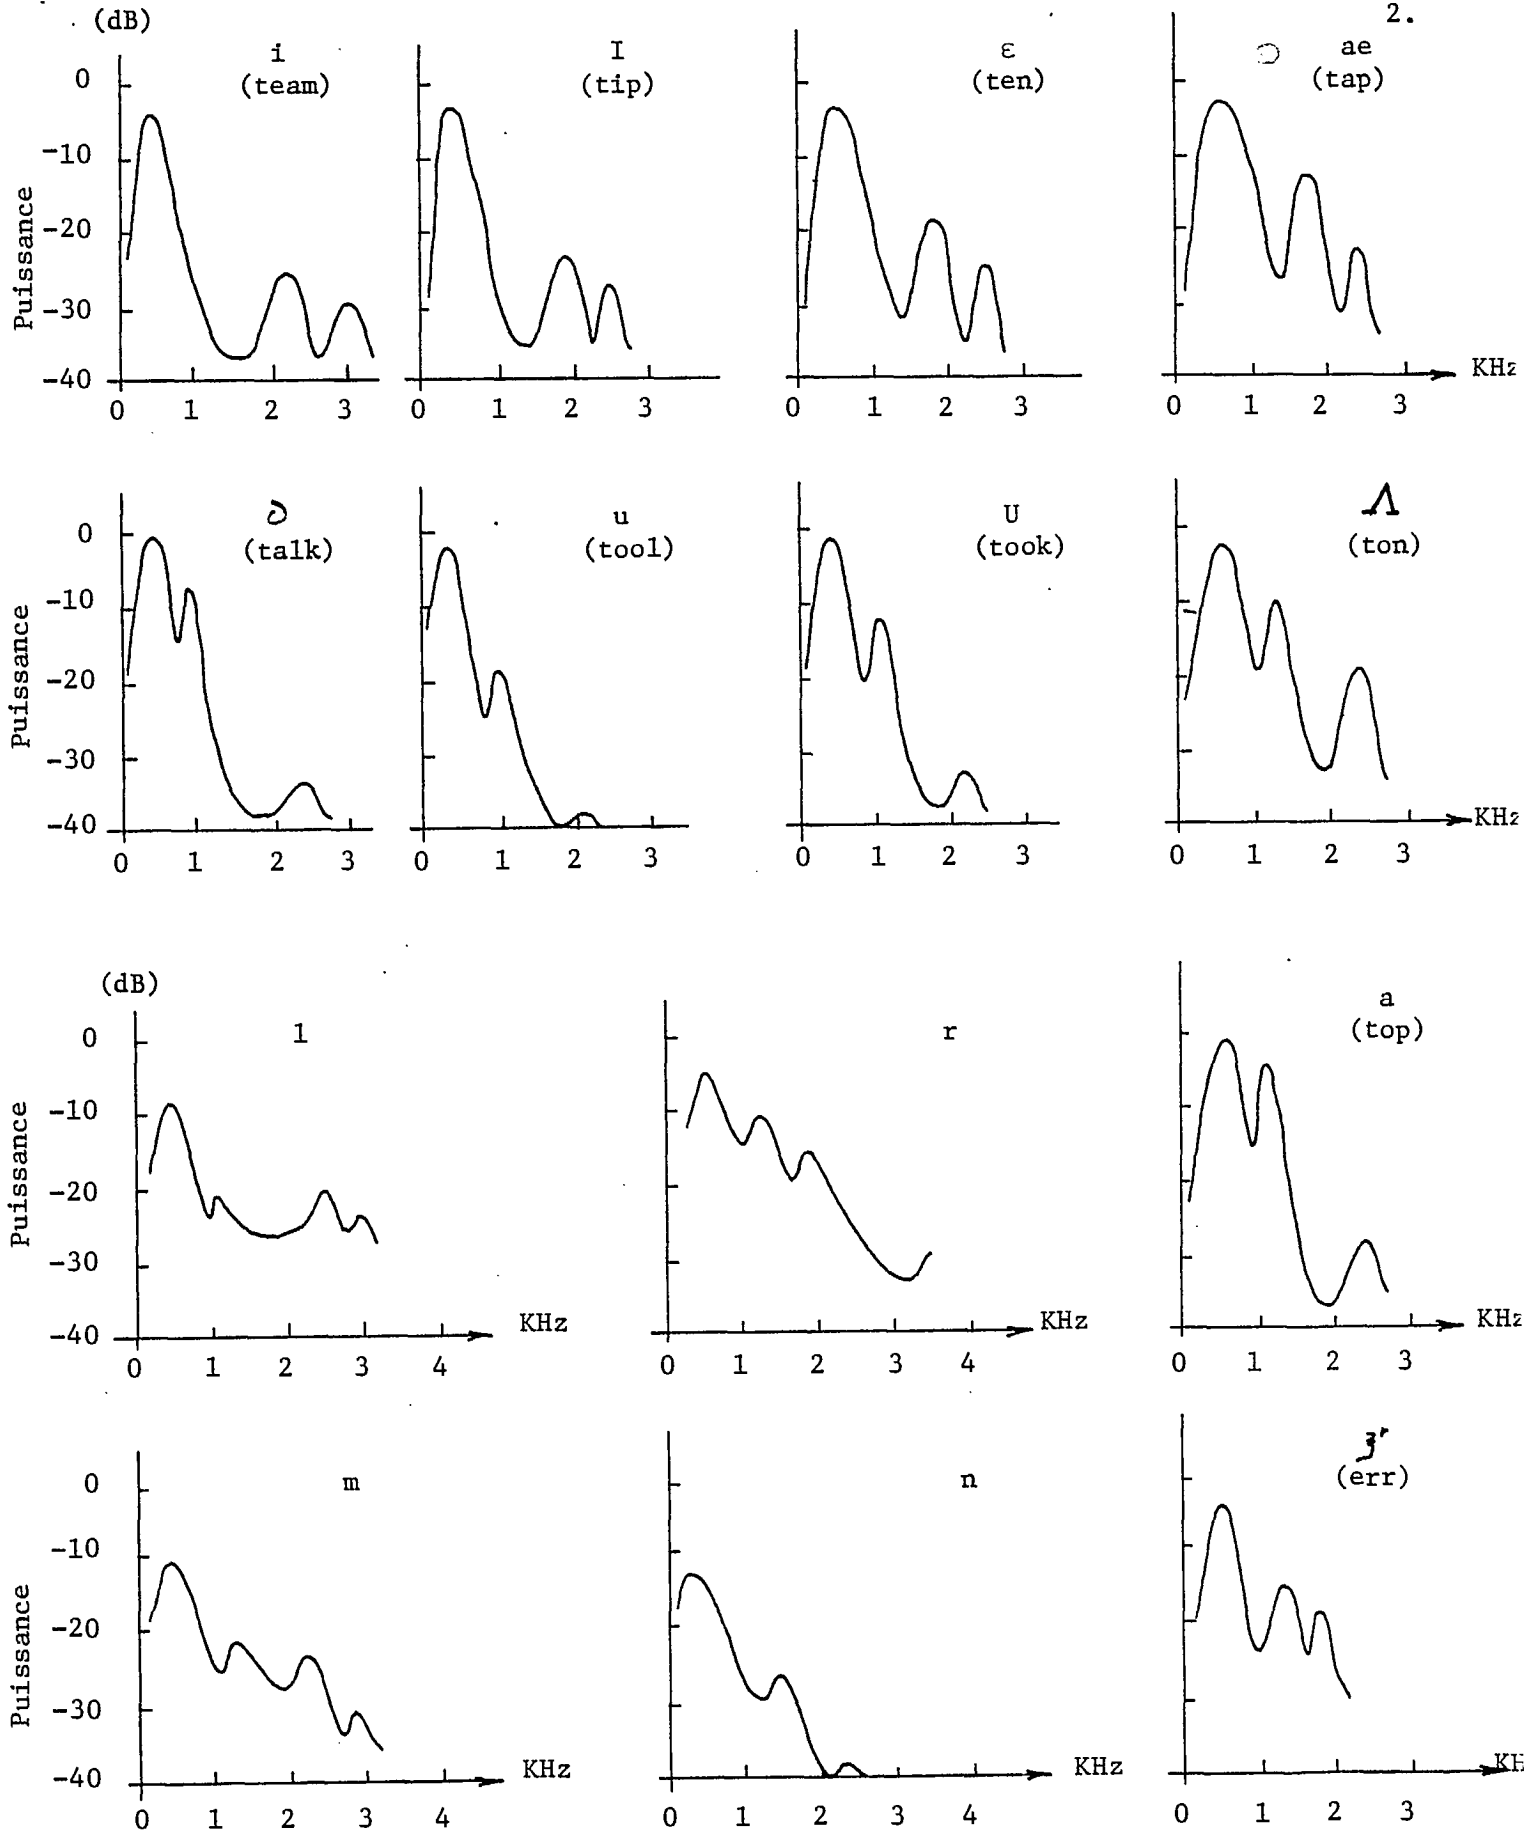 2.
(dB)
i I ε ae
(team) (tip) (ten) (tap)
Puissance
0
-10
-20
-30
-40
0 1 2 3 0 1 2 3 0 1 2 3 0 1 2 3 KHz
ɔ u U Λ
(talk) (tool) (took) (ton)
Puissance
0
-10
-20
-30
-40
0 1 2 3 0 1 2 3 0 1 2 3 0 1 2 3 KHz
(dB)
l r a
(top)
Puissance
0
-10
-20
-30
-40
0 1 2 3 4 KHz 0 1 2 3 4 KHz 0 1 2 3 KHz
m n ɝ
(err)
Puissance
0
-10
-20
-30
-40
0 1 2 3 4 KHz 0 1 2 3 4 KHz 0 1 2 3 KH